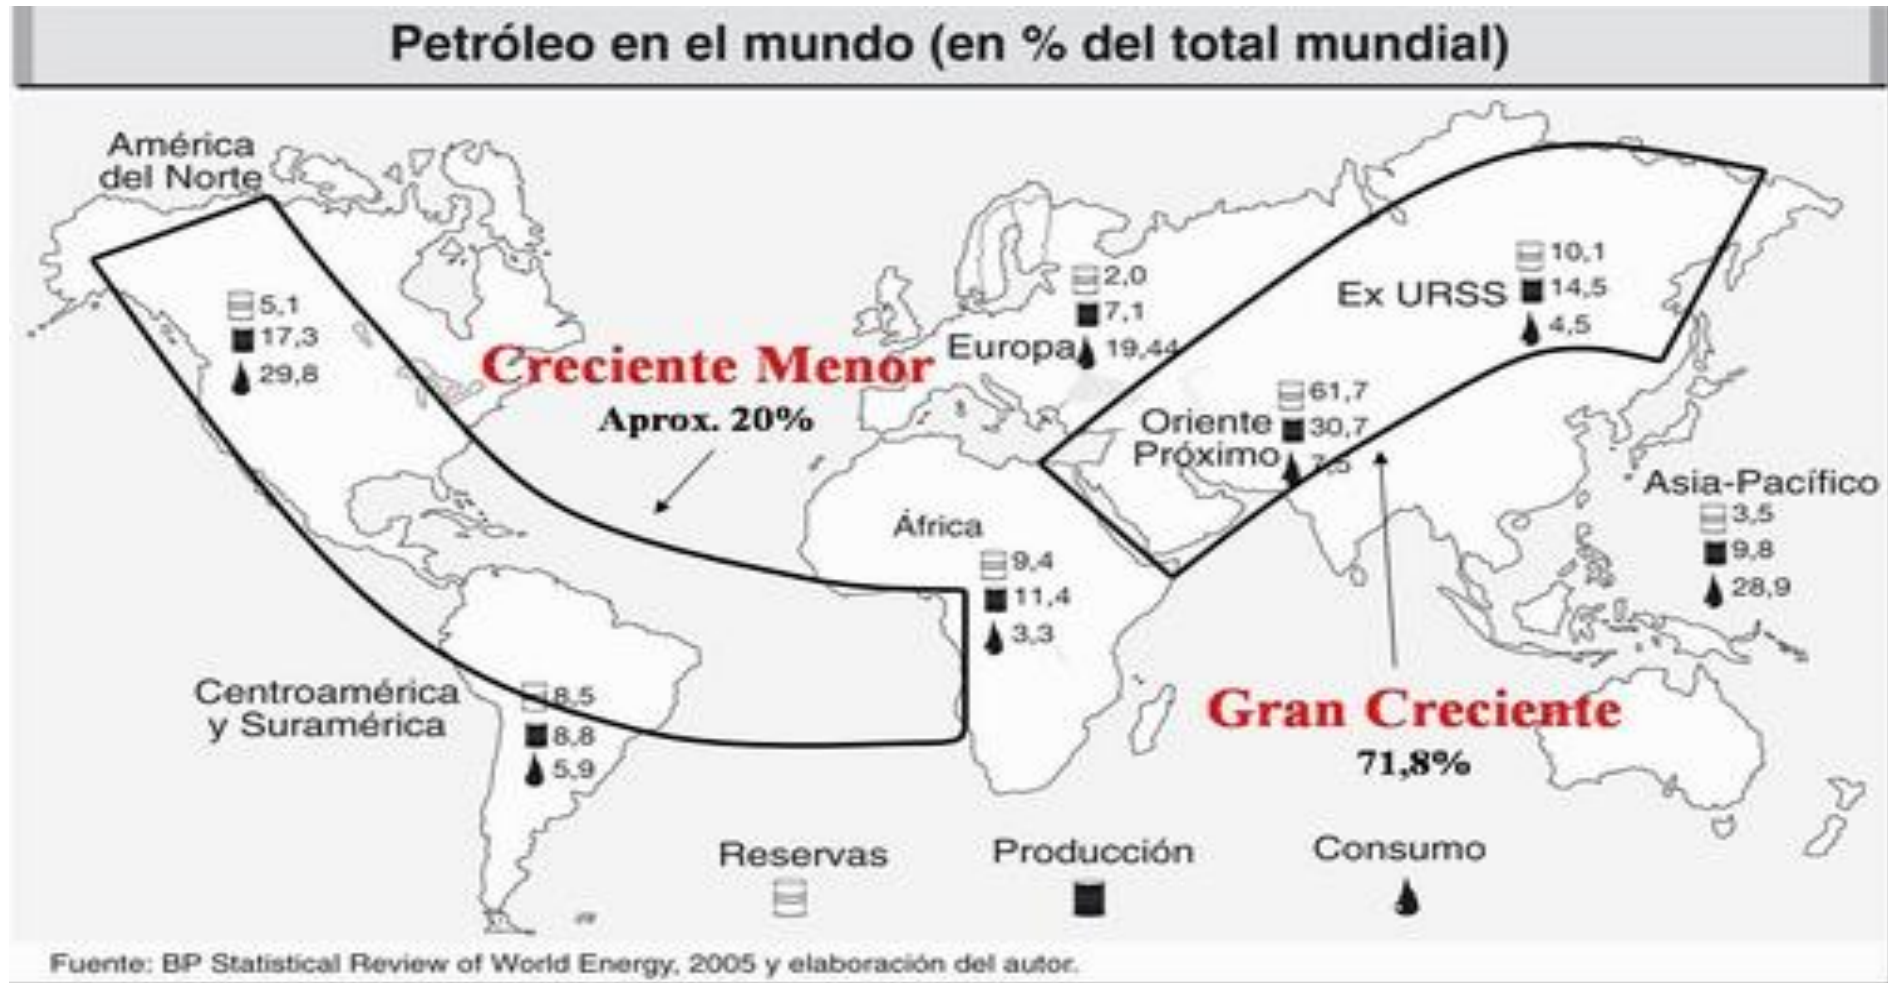 Petróleo en el mundo (en % del total mundial)
América
del Norte
5,1
17,3
29,8
Creciente Menor
Aprox. 20%
Europa
2,0
7,1
19,44
Ex URSS
10,1
14,5
4,5
Oriente
Próximo
61,7
30,7
7,5
Asia-Pacífico
3,5
9,8
28,9
África
9,4
11,4
3,3
Centroamérica
y Suramérica
8,5
8,8
5,9
Gran Creciente
71,8%
Reservas
Producción
Consumo
Fuente: BP Statistical Review of World Energy, 2005 y elaboración del autor.